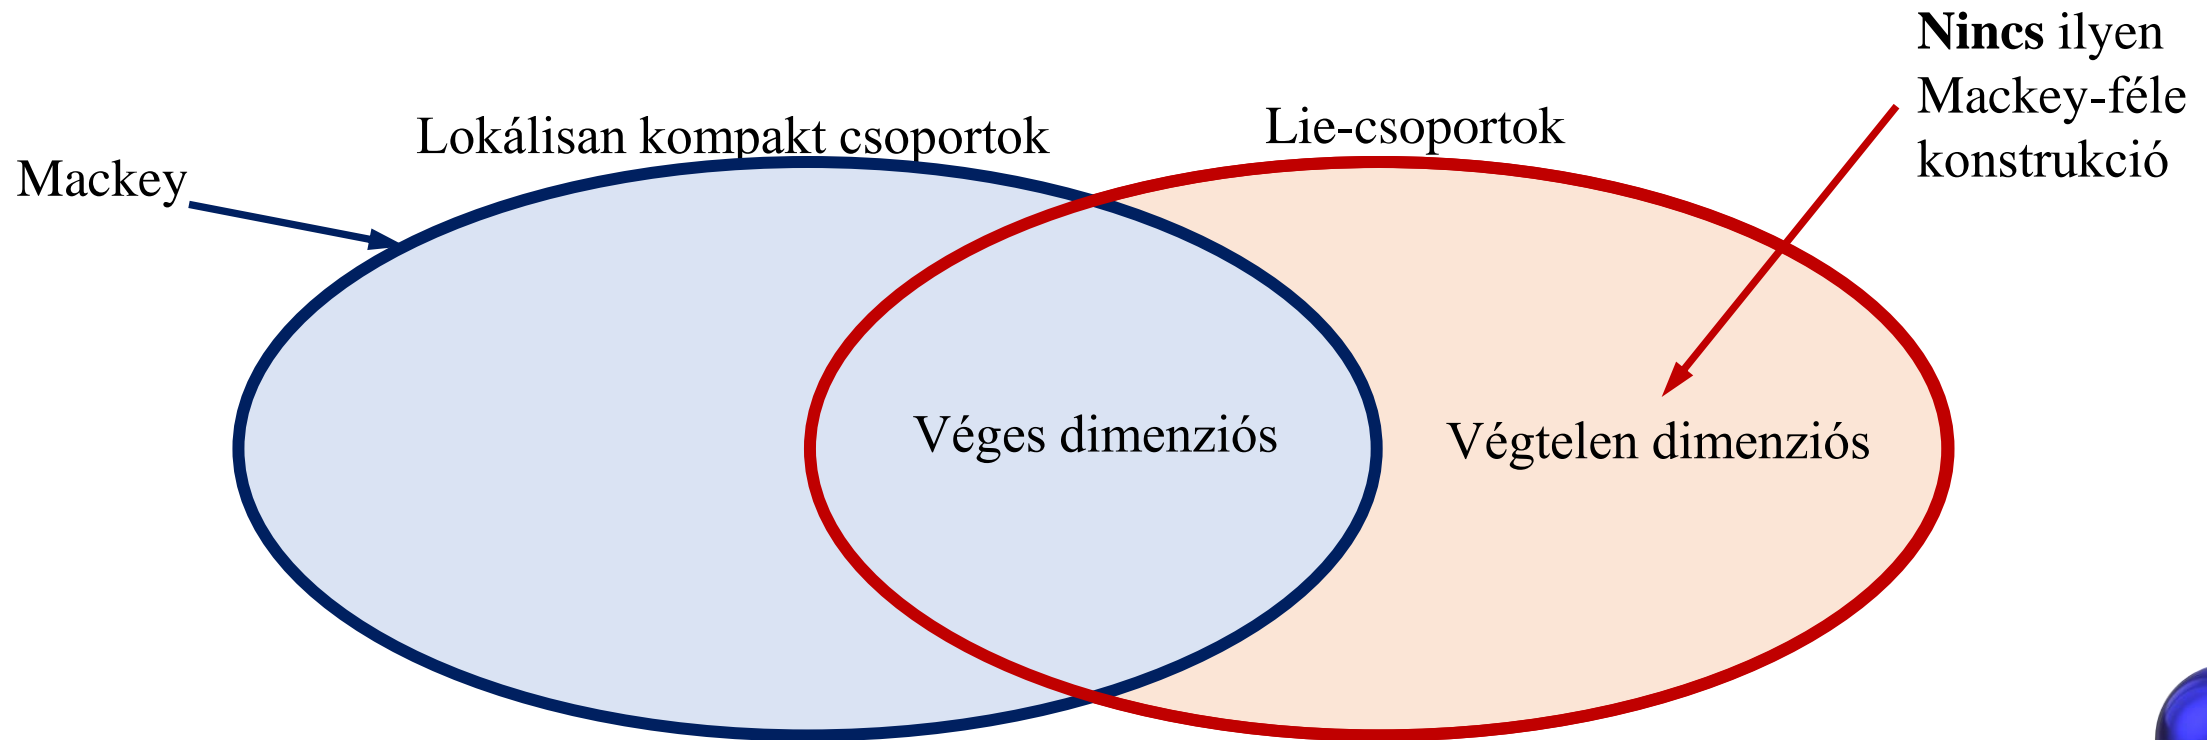 Nincs ilyen
Mackey-féle
konstrukció
Lie-csoportok
Lokálisan kompakt csoportok
Mackey
Véges dimenziós
Végtelen dimenziós